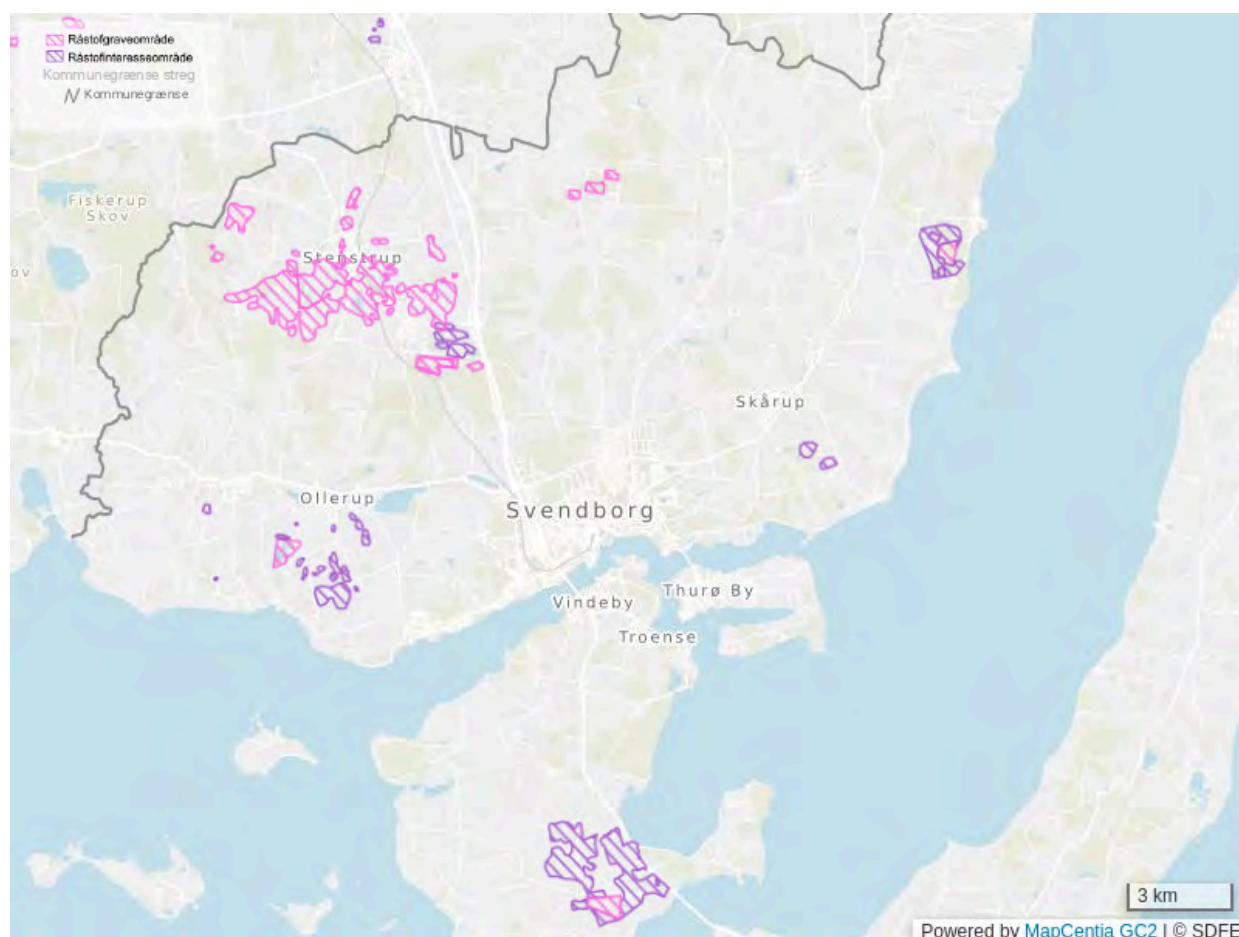 Råstofgraveområde
Råstofinteresseområde
Kommunegrænse streg
Kommunegrænse
Fiskerup
Skov
ov
Stenstrup
Skårup
Ollerup
Svendborg
Thurø By
Vindeby
Troense
3 km
Powered by MapCentia GC2 | © SDFE